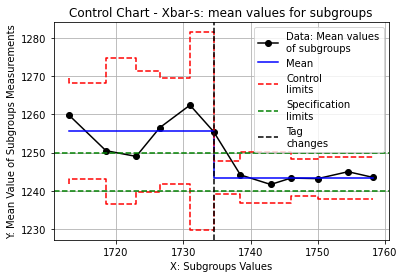 Control Chart - Xbar-s: mean values for subgroups
Y: Mean Value of Subgroups Measurements
1280
1270
1260
1250
1240
1230
Data: Mean values
of subgroups
Mean
Control
limits
Specification
limits
Tag
changes
1720
1730
1740
1750
1760
X: Subgroups Values